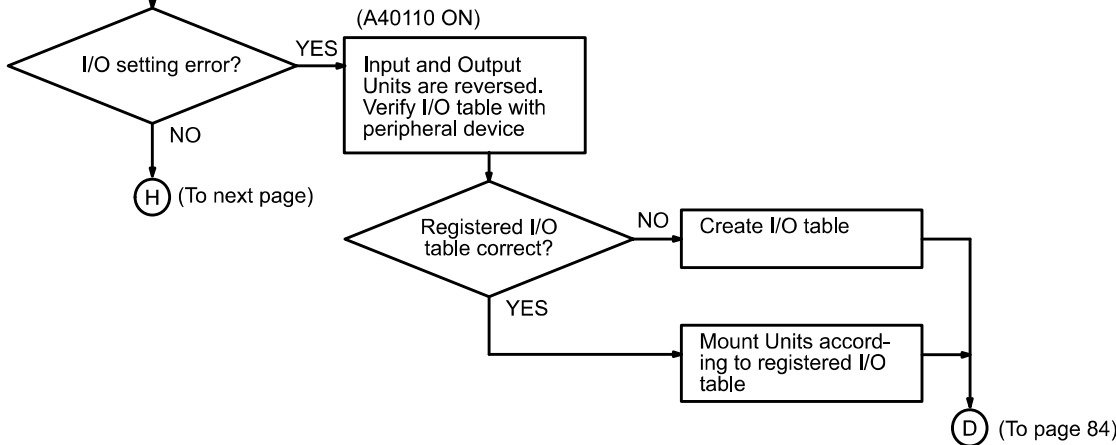 (A40110 ON)
I/O setting error?
YES
Input and Output
Units are reversed.
Verify I/O table with
peripheral device
NO
H (To next page)
Registered I/O
table correct?
NO
Create I/O table
YES
Mount Units accord-
ing to registered I/O
table
D (To page 84)